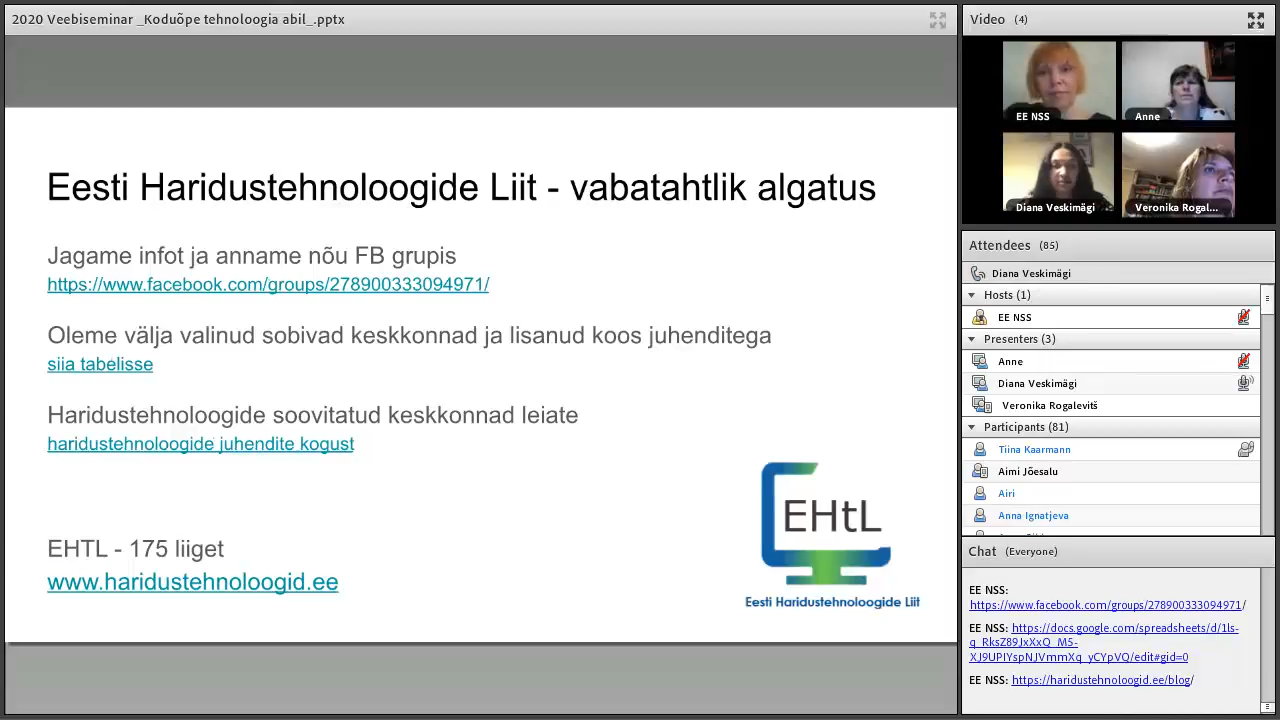 2020 Veebiseminar _Koduõpe tehnoloogia abil_.pptx
Eesti Haridustehnoloogide Liit - vabatahtlik algatus
Jagame infot ja anname nõu FB grupis
https://www.facebook.com/groups/278900333094971/
Oleme välja valinud sobivad keskkonnad ja lisanud koos juhenditega
siia tabelisse
Haridustehnoloogide soovitatud keskkonnad leiate
haridustehnoloogide juhendite kogust
EHTL - 175 liiget
www.haridustehnoloogid.ee
EHtL
Eesti Haridustehnoloogide Liit
Video (4)
EE NSS
Anne
Diana Veskimägi
Veronika Rogal...
Attendees (85)
Diana Veskimägi
Hosts (1)
EE NSS
Presenters (3)
Anne
Diana Veskimägi
Veronika Rogalevitš
Participants (81)
Tiina Kaarmann
Aimi Jõesalu
Airi
Anna Ignatjeva
Chat (Everyone)
EE NSS:
https://www.facebook.com/groups/278900333094971/
EE NSS: https://docs.google.com/spreadsheets/d/1ls-
q_RksZ89JxXxQ_M5-
XJ9UPIYspNJVmmXq_yCYpVQ/edit#gid=0
EE NSS: https://haridustehnoloogid.ee/blog/